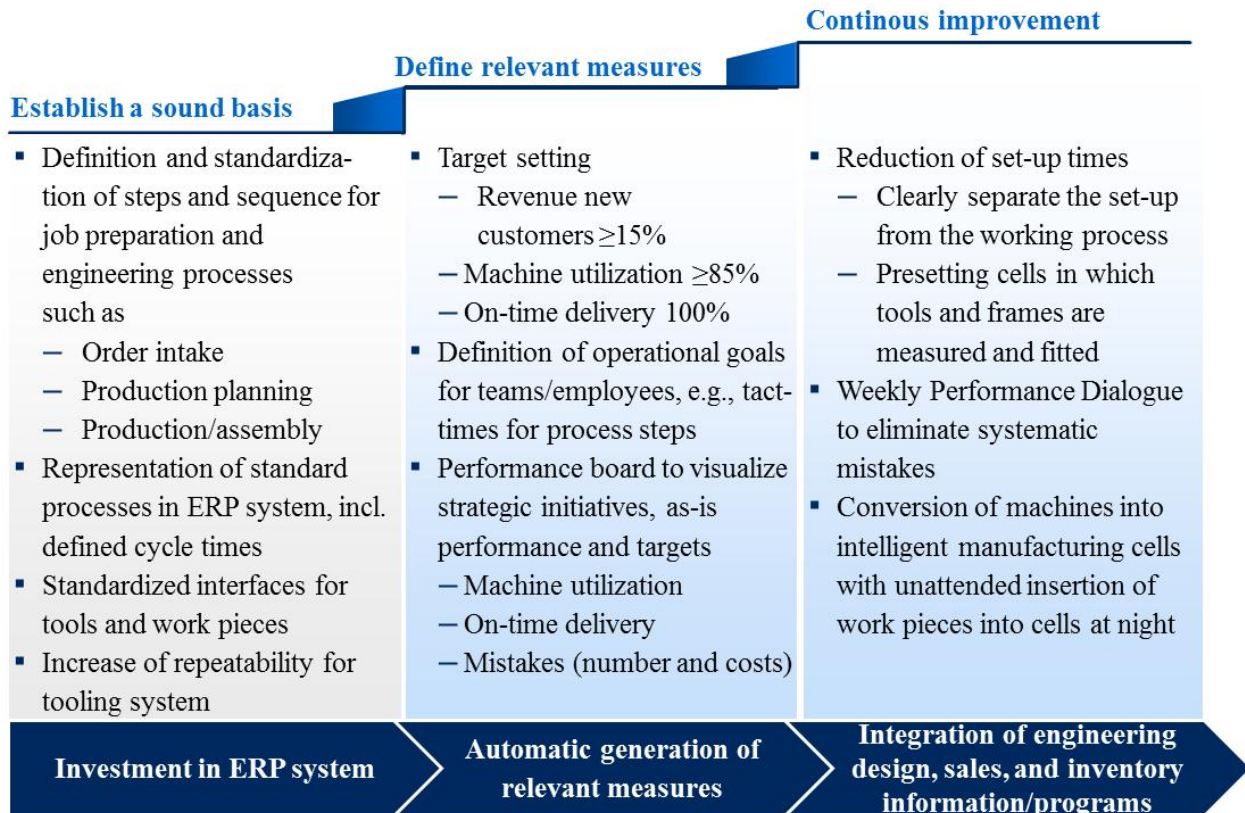 Establish a sound basis
▪ Definition and standardiza-
tion of steps and sequence for
job preparation and
engineering processes
such as
– Order intake
– Production planning
– Production/assembly
▪ Representation of standard
processes in ERP system, incl.
defined cycle times
▪ Standardized interfaces for
tools and work pieces
▪ Increase of repeatability for
tooling system
Investment in ERP system
Define relevant measures
▪ Target setting
– Revenue new
customers ≥15%
– Machine utilization ≥85%
– On-time delivery 100%
▪ Definition of operational goals
for teams/employees, e.g., tact-
times for process steps
▪ Performance board to visualize
strategic initiatives, as-is
performance and targets
– Machine utilization
– On-time delivery
– Mistakes (number and costs)
Automatic generation of
relevant measures
Continous improvement
▪ Reduction of set-up times
– Clearly separate the set-up
from the working process
– Presetting cells in which
tools and frames are
measured and fitted
▪ Weekly Performance Dialogue
to eliminate systematic
mistakes
▪ Conversion of machines into
intelligent manufacturing cells
with unattended insertion of
work pieces into cells at night
Integration of engineering
design, sales, and inventory
information/programs